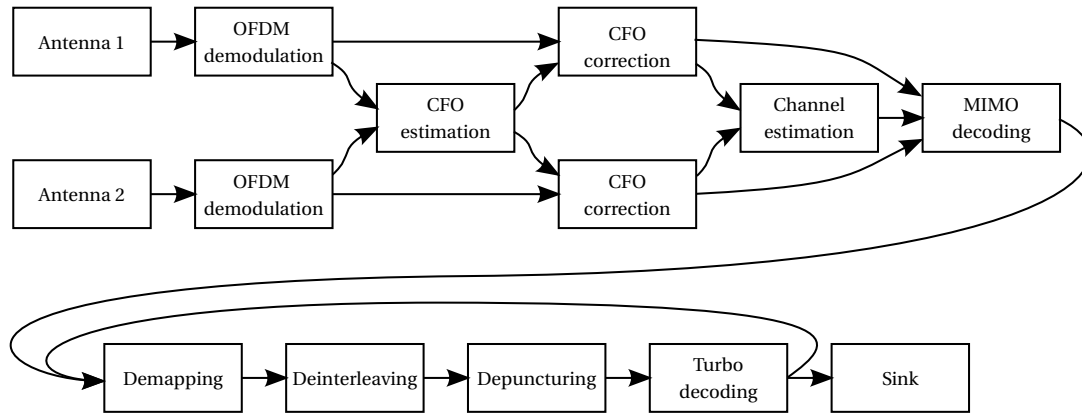 Antenna 1
OFDM
demodulation
CFO
correction
CFO
estimation
Channel
estimation
MIMO
decoding
Antenna 2
OFDM
demodulation
CFO
correction
Demapping
Deinterleaving
Depuncturing
Turbo
decoding
Sink